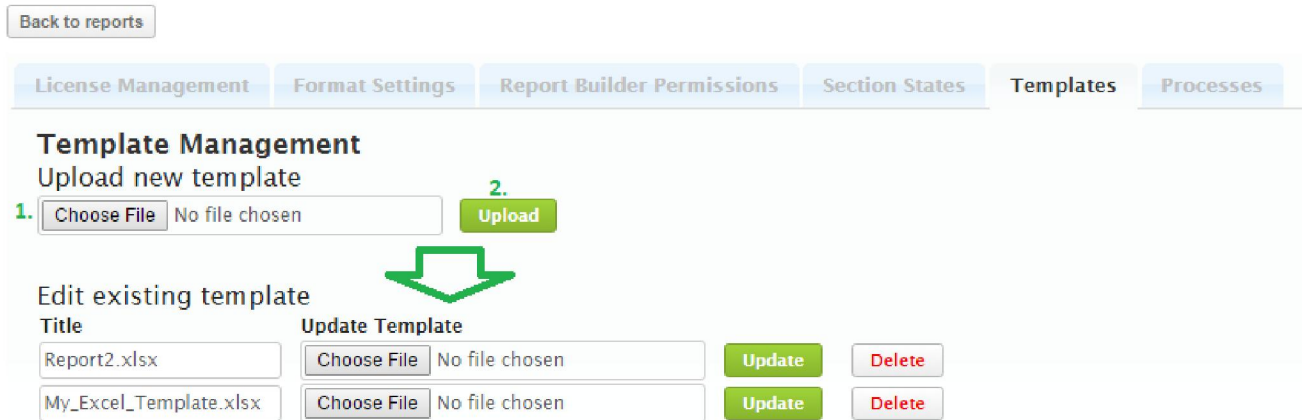 Back to reports
License Management Format Settings Report Builder Permissions Section States Templates Processes
Template Management
Upload new template
2.
1. Choose File No file chosen Upload
Edit existing template
Title Update Template
Report2.xlsx Choose File No file chosen Update Delete
My_Excel_Template.xlsx Choose File No file chosen Update Delete